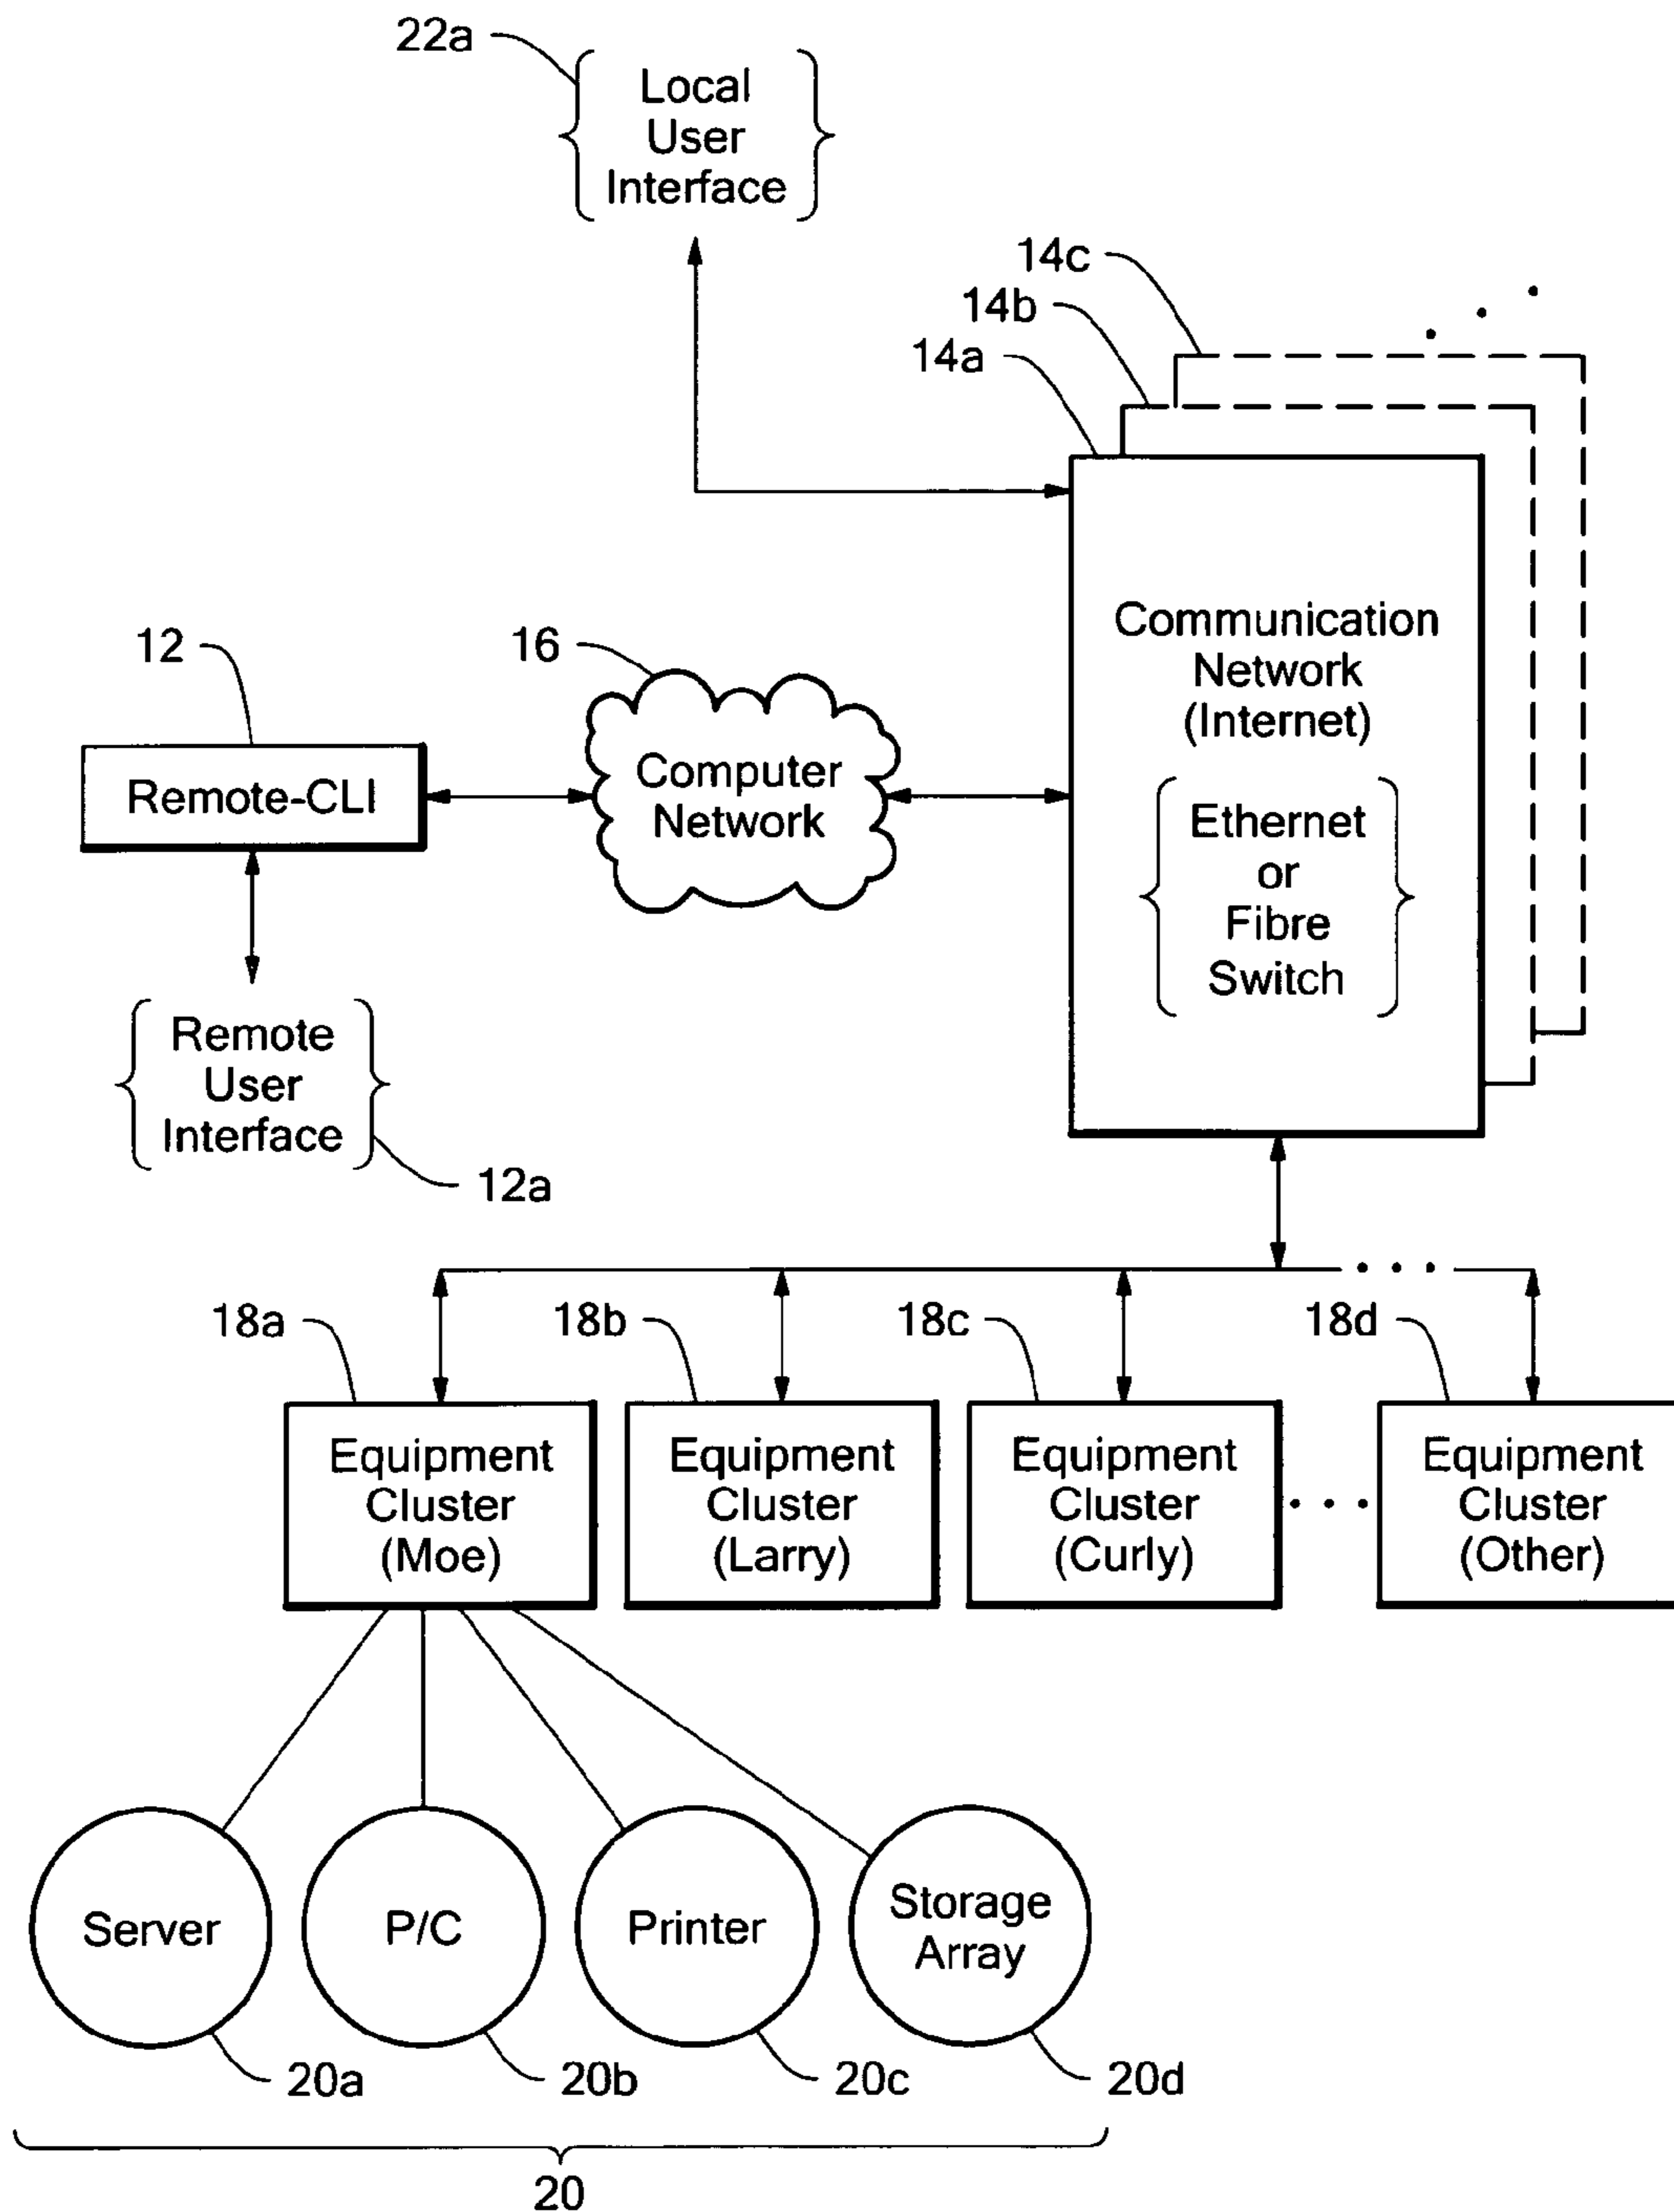 22a
Local
User
Interface
14c
14b
14a
Communication
Network
(Internet)
Ethernet
or
Fibre
Switch
12
16
Remote-CLI
Computer
Network
Remote
User
Interface
12a
18a
18b
18c
18d
Equipment
Cluster
(Moe)
Equipment
Cluster
(Larry)
Equipment
Cluster
(Curly)
Equipment
Cluster
(Other)
Server
P/C
Printer
Storage
Array
20a
20b
20c
20d
20